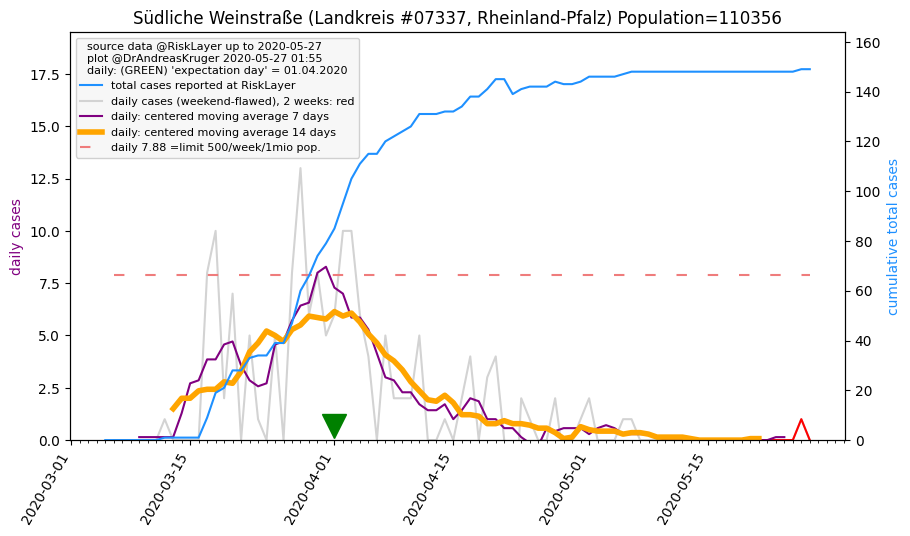 Südliche Weinstraße (Landkreis #07337, Rheinland-Pfalz) Population=110356
source data @RiskLayer up to 2020-05-27
plot @DrAndreasKruger 2020-05-27 01:55
daily: (GREEN) 'expectation day' = 01.04.2020
total cases reported at RiskLayer
daily cases (weekend-flawed), 2 weeks: red
daily: centered moving average 7 days
daily: centered moving average 14 days
daily 7.88 =limit 500/week/1mio pop.
daily cases
17.5
15.0
12.5
10.0
7.5
5.0
2.5
0.0
160
140
120
100
80
60
40
20
0
cumulative total cases
2020-03-01
2020-03-15
2020-04-01
2020-04-15
2020-05-01
2020-05-15